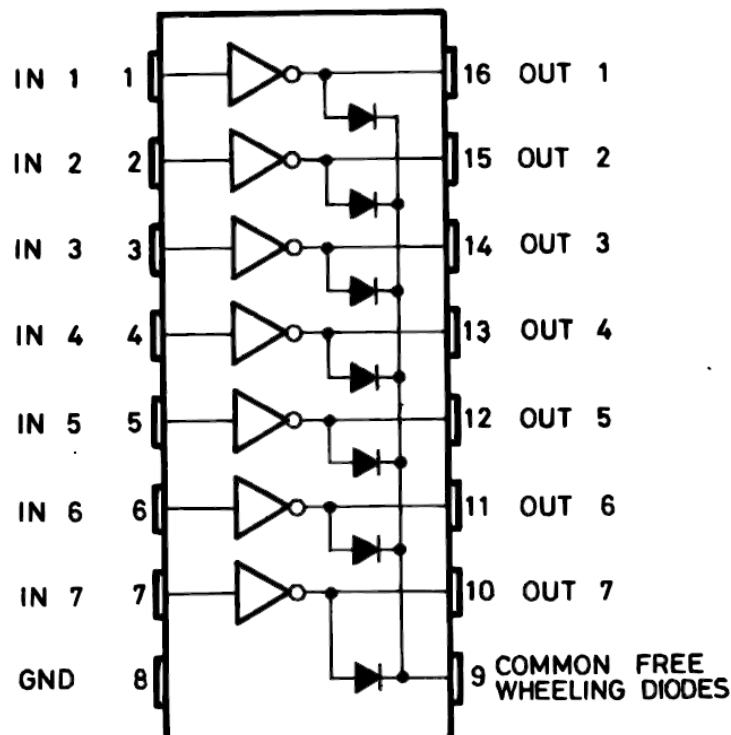 IN 1 1 16 OUT 1
IN 2 2 15 OUT 2
IN 3 3 14 OUT 3
IN 4 4 13 OUT 4
IN 5 5 12 OUT 5
IN 6 6 11 OUT 6
IN 7 7 10 OUT 7
GND 8 9 COMMON FREE
WHEELING DIODES